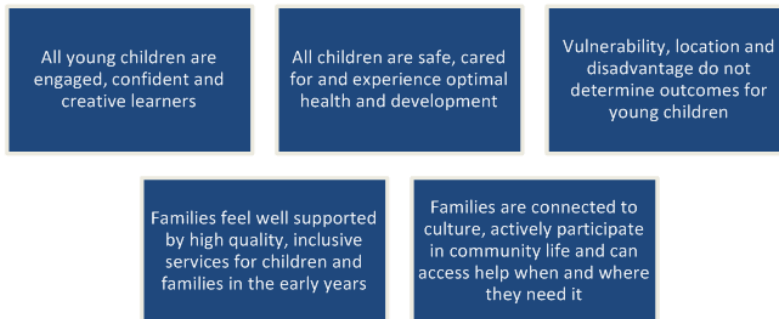 All young children are
engaged, confident and
creative learners
All children are safe, cared
for and experience optimal
health and development
Vulnerability, location and
disadvantage do not
determine outcomes for
young children
Families feel well supported
by high quality, inclusive
services for children and
families in the early years
Families are connected to
culture, actively participate
in community life and can
access help when and where
they need it